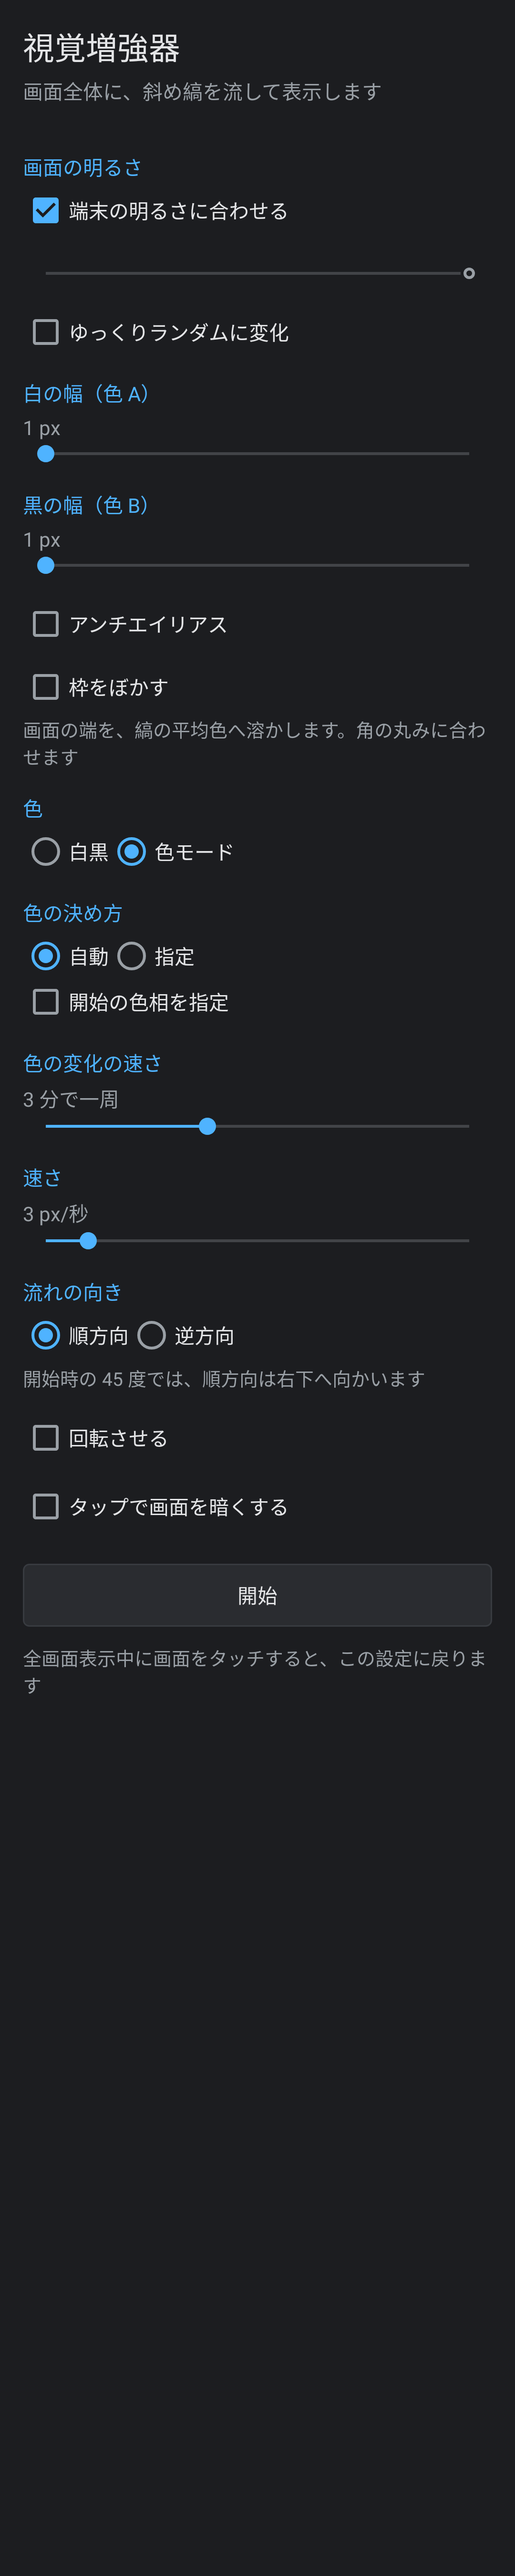 視覚増強器
画面全体に、斜め縞を流して表示します
画面の明るさ
端末の明るさに合わせる
ゆっくりランダムに変化
白の幅（色 A）
1 px
黒の幅（色 B）
1 px
アンチエイリアス
枠をぼかす
画面の端を、縞の平均色へ溶かします。角の丸みに合わ
せます
色
白黒 色モード
色の決め方
自動 指定
開始の色相を指定
色の変化の速さ
3 分で一周
速さ
3 px/秒
流れの向き
順方向 逆方向
開始時の 45 度では、順方向は右下へ向かいます
回転させる
タップで画面を暗くする
開始
全画面表示中に画面をタッチすると、この設定に戻りま
す